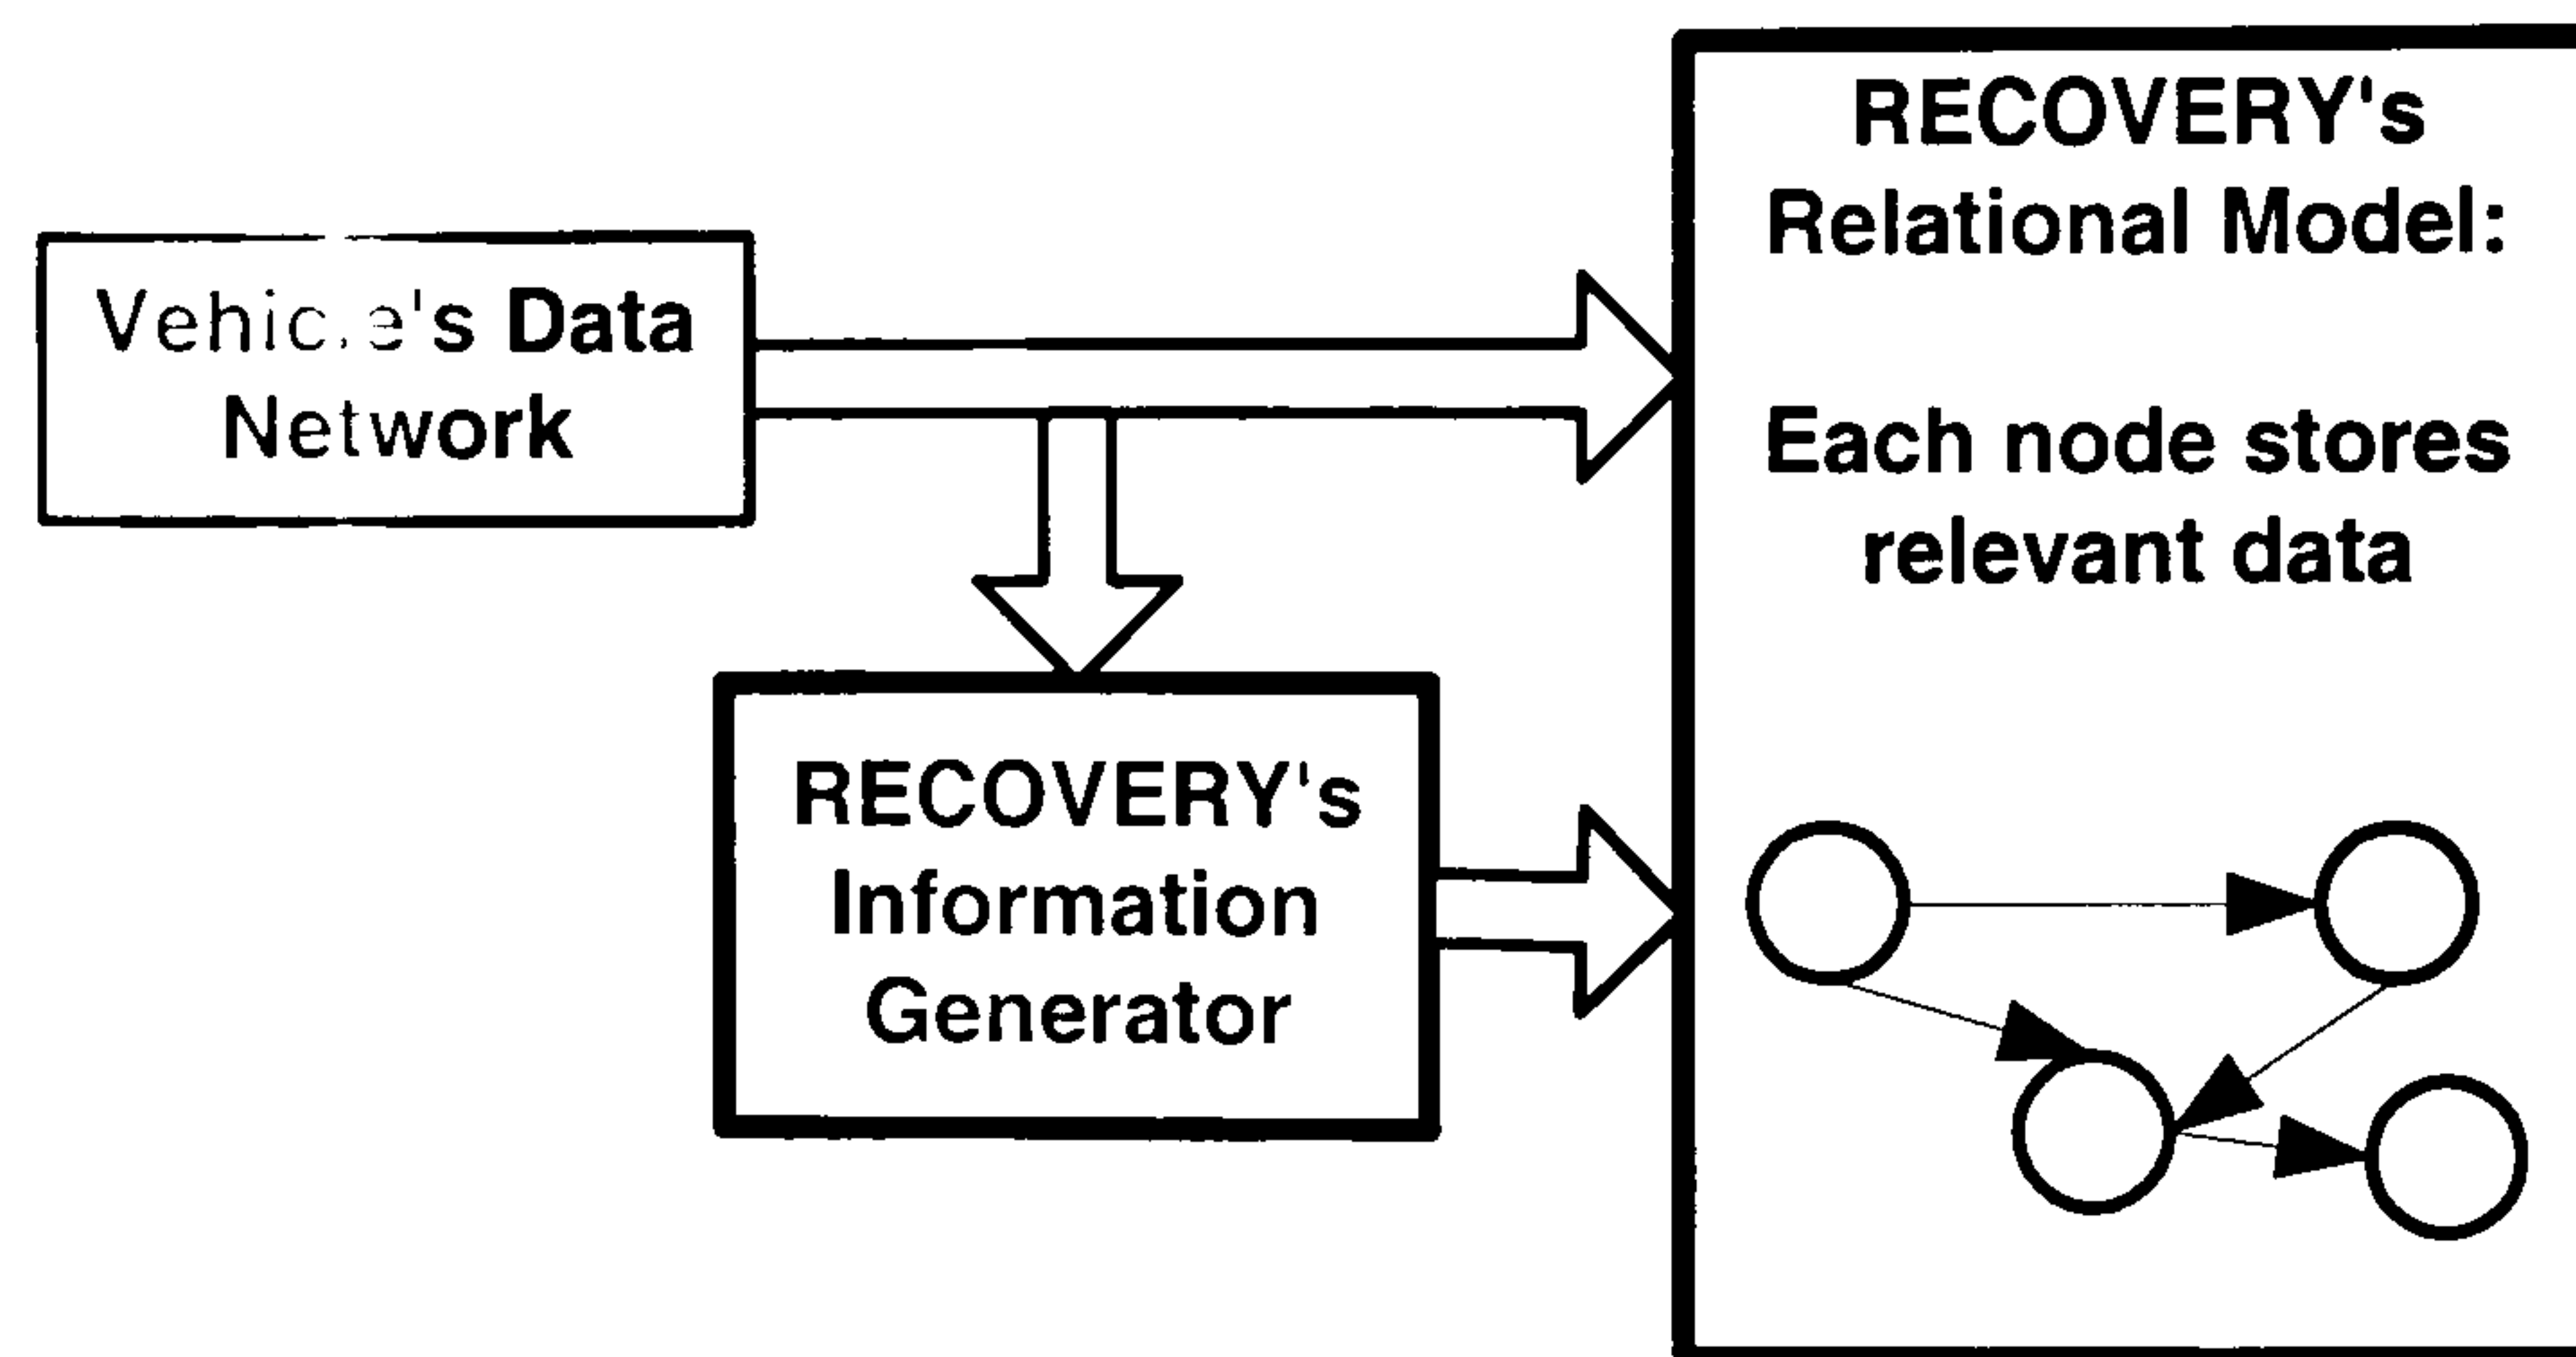 Vehicle's Data
Network
RECOVERY's
Information
Generator
RECOVERY's
Relational Model:
Each node stores
relevant data